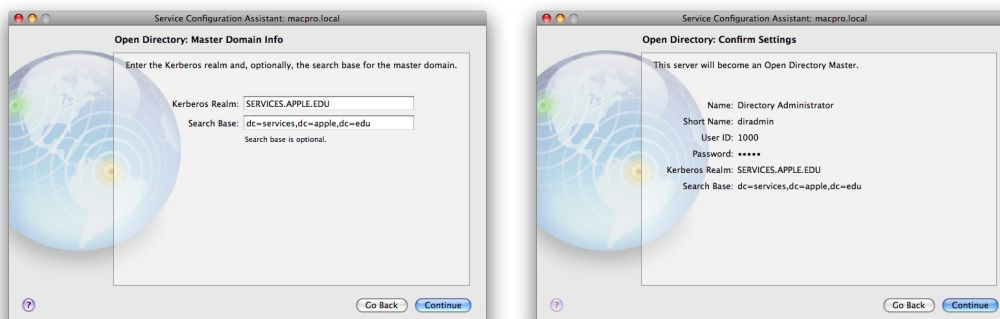 Service Configuration Assistant: macpro.local
Open Directory: Master Domain Info
Enter the Kerberos realm and, optionally, the search base for the master domain.
Kerberos Realm: SERVICES.APPLE.EDU
Search Base: dc=services,dc=apple,dc=edu
Search base is optional.
?
Go Back
Continue
Service Configuration Assistant: macpro.local
Open Directory: Confirm Settings
This server will become an Open Directory Master.
Name: Directory Administrator
Short Name: diradmin
User ID: 1000
Password: •••••
Kerberos Realm: SERVICES.APPLE.EDU
Search Base: dc=services,dc=apple,dc=edu
?
Go Back
Continue